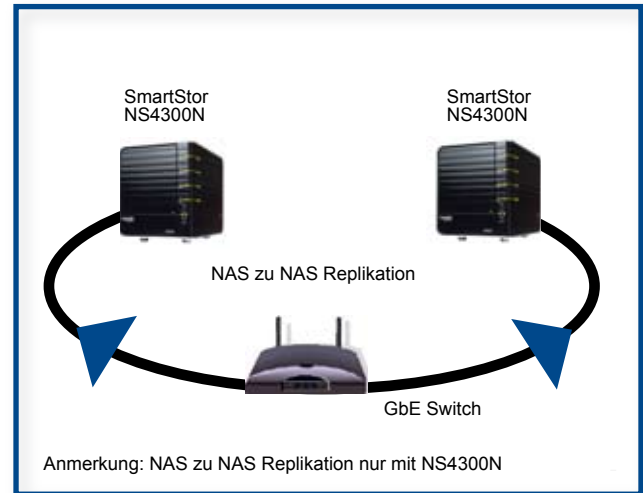 SmartStor
NS4300N
SmartStor
NS4300N
NAS zu NAS Replikation
GbE Switch
Anmerkung: NAS zu NAS Replikation nur mit NS4300N